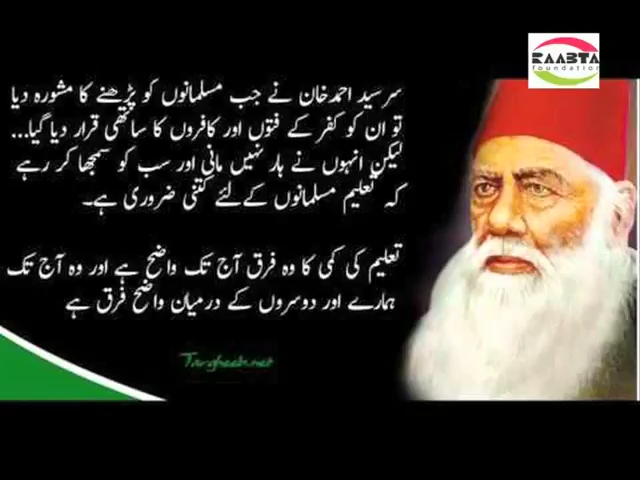 RAABTA
foundation
سر سید احمد خان نے جب مسلمانوں کو پڑھنے کا مشورہ دیا
تو ان کو کفر کے فتوں اور کافروں کا ساتھی قرار دیا گیا...
لیکن انہوں نے ہار نہیں مانی اور سب کو سمجھا کر رہے
کہ تعلیم مسلمانوں کے لئے کتنی ضروری ہے۔
تعلیم کی کمی کا وہ فرق آج تک واضح ہے اور وہ آج تک
ہمارے اور دوسروں کے درمیان واضح فرق ہے
Targheeb.net